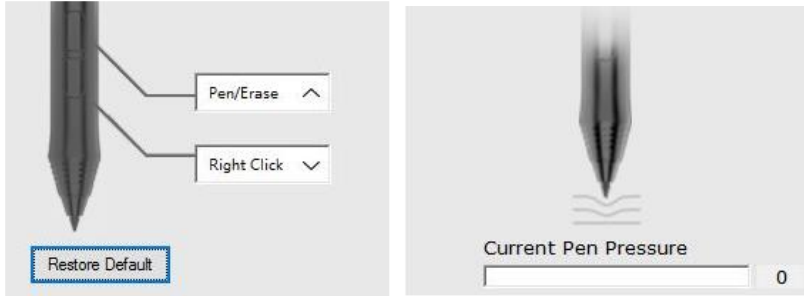 Pen/Erase
Right Click
Restore Default
Current Pen Pressure
0